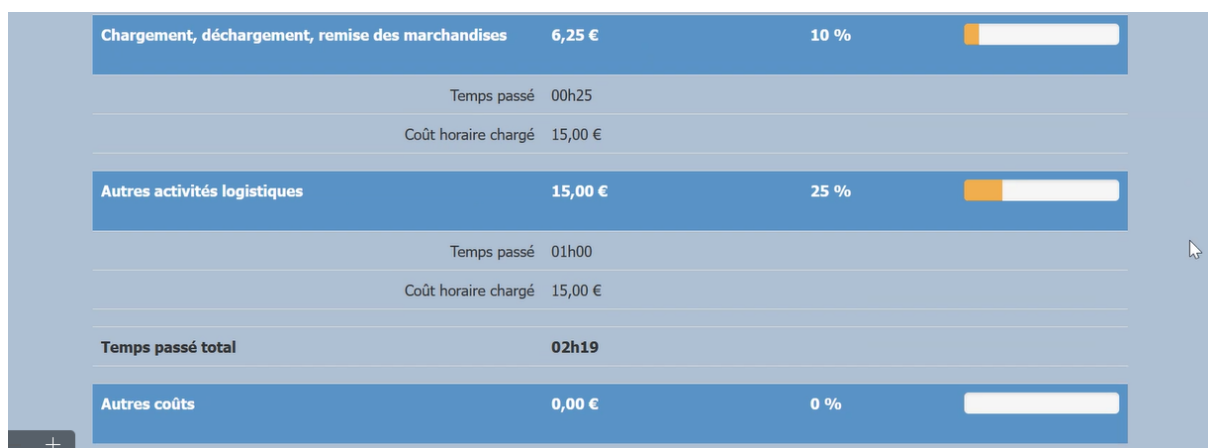 Chargement, déchargement, remise des marchandises 6,25 € 10 %
Temps passé 00h25
Coût horaire chargé 15,00 €
Autres activités logistiques 15,00 € 25 %
Temps passé 01h00
Coût horaire chargé 15,00 €
Temps passé total 02h19
Autres coûts 0,00 € 0 %